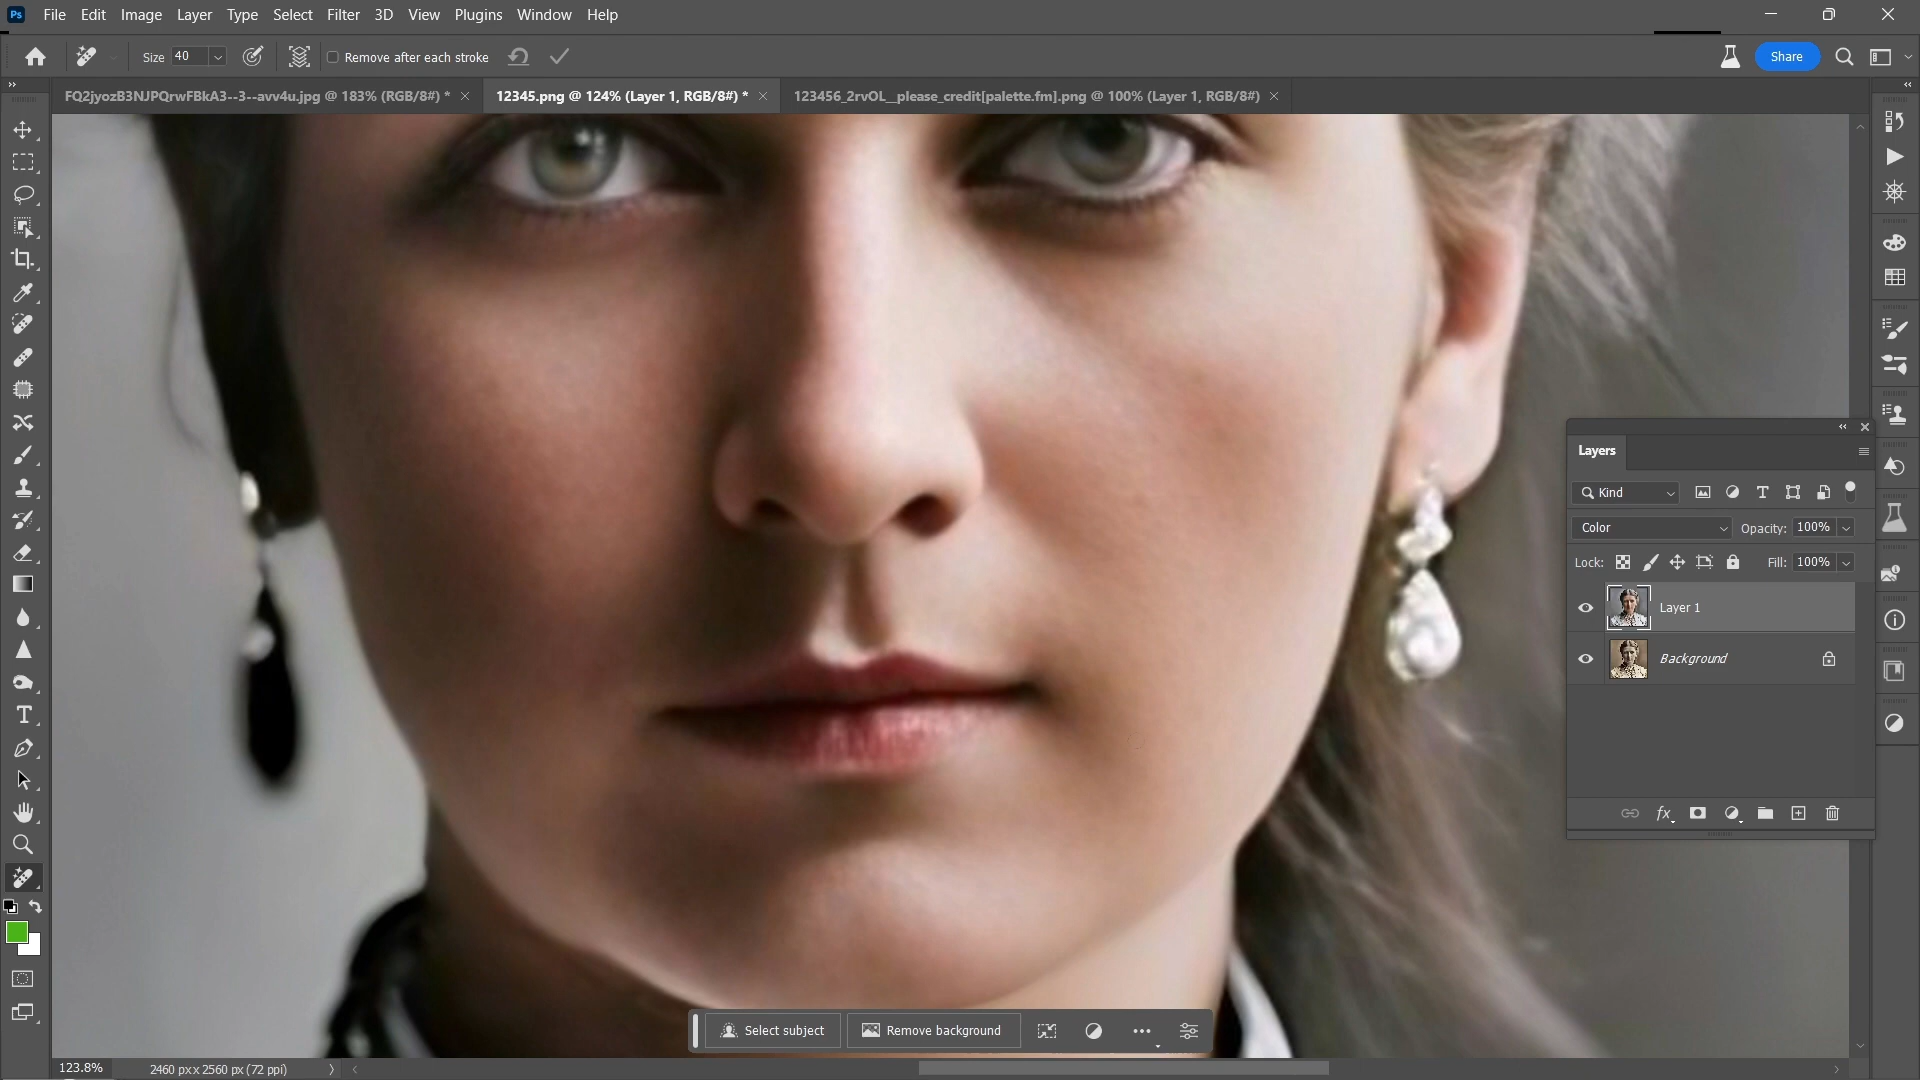 Ps File Edit Image Layer Type Select Filter 3D View Plugins Window Help
Size 40 Remove after each stroke Share
FQ2jyozB3NJPQrwFBkA3--3--avv4u.jpg @ 183% (RGB/8#) * 12345.png @ 124% (Layer 1, RGB/8#) * 123456_2rvOL__please_credit[palette.fm].png @ 100% (Layer 1, RGB/8#)
Layers
Kind
Color Opacity: 100%
Lock: Fill: 100%
Layer 1
Background
fx
Select subject Remove background
123.8% 2460 px x 2560 px (72 ppi)